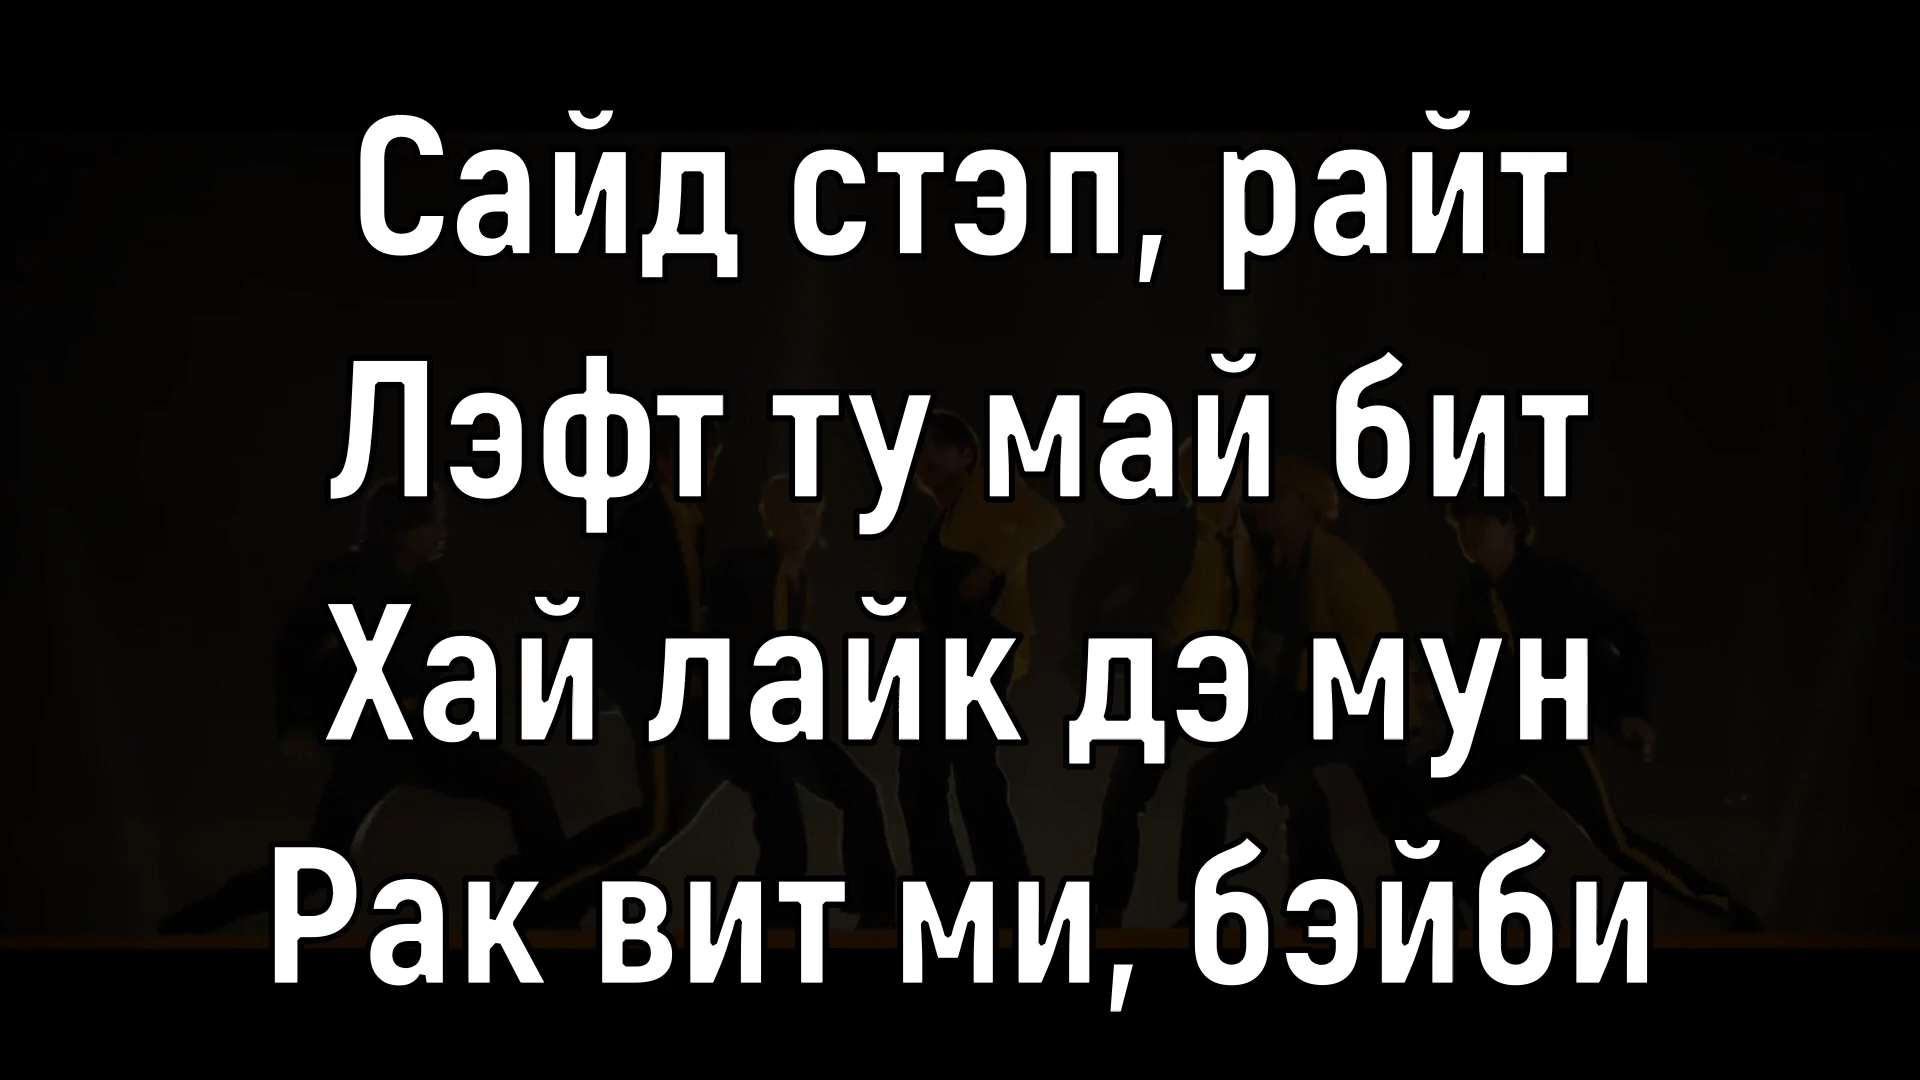 Сайд стэп, райт
Лэфт ту май бит
Хай лайк дэ мун
Рак вит ми, бэйби